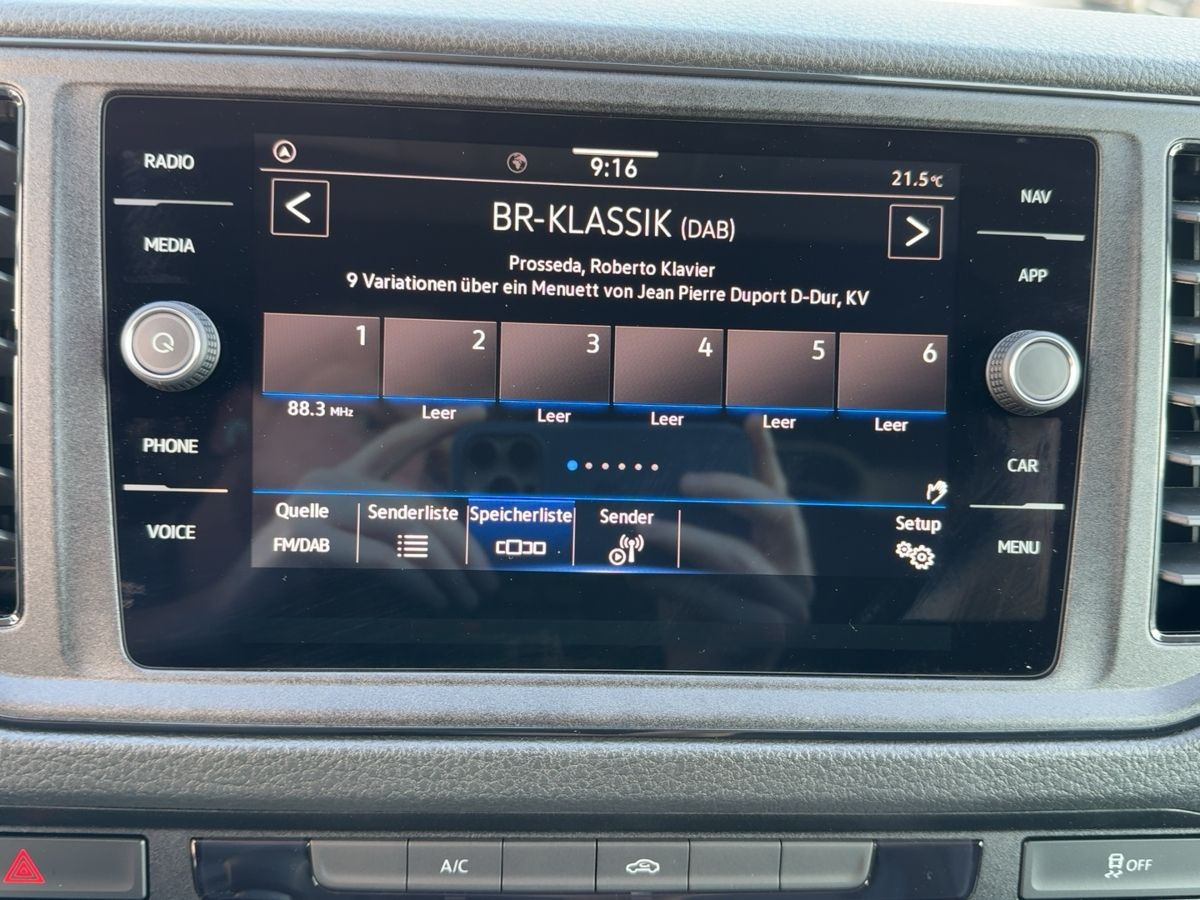 RADIO
MEDIA
PHONE
VOICE
9:16
21.5°C
<
BR-KLASSIK (DAB)
>
Prosseda, Roberto Klavier
9 Variationen über ein Menuett von Jean Pierre Duport D-Dur, KV
1 2 3 4 5 6
88.3 MHz Leer Leer Leer Leer Leer
Quelle Senderliste Speicherliste Sender Setup
FM/DAB
NAV
APP
CAR
MENU
A/C
OFF